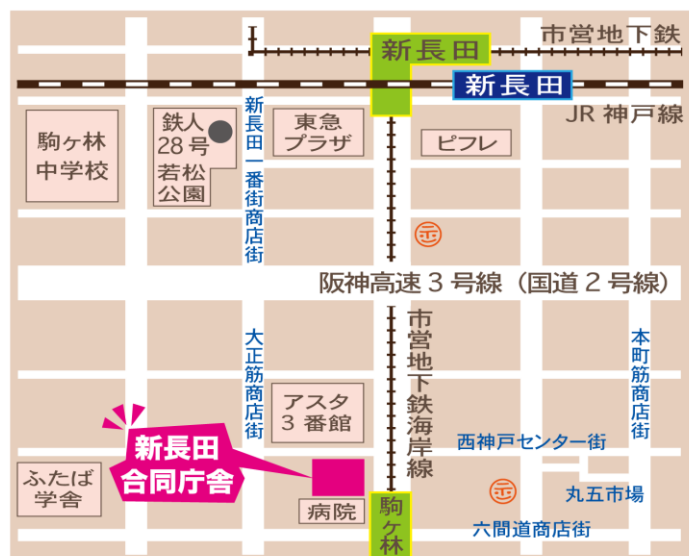 市営地下鉄
新長田
新長田
JR 神戸線
駒ヶ林
中学校
鉄人
28 号
若松
公園
新長田一番街商店街
東急
プラザ
ピフレ
阪神高速 3 号線（国道 2 号線）
大正筋商店街
市営地下鉄海岸線
本町筋商店街
アスタ
3 番館
新長田
合同庁舎
西神戸センター街
ふたば
学舎
病院
駒ヶ林
丸五市場
六間道商店街